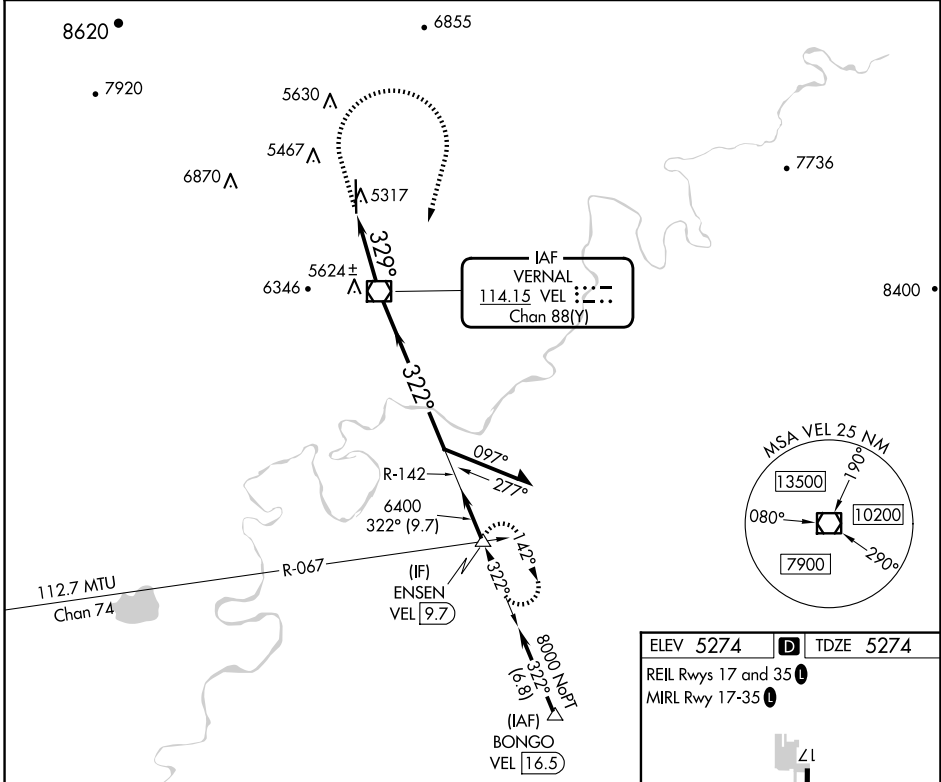 8620
6855
7920
5630
5467
6870
5317
7736
329°
5624±
6346
IAF
VERNAL
114.15 VEL
Chan 88(Y)
8400
322°
097°
277°
R-142
6400
322° (9.7)
142°
R-067
112.7 MTU
Chan 74
(IF)
ENSEN
VEL 9.7
322°
8000 NoPT
322°
(6.8)
(IAF)
BONGO
VEL 16.5
MSA VEL 25 NM
190°
13500
080°
10200
7900
290°
ELEV 5274 D TDZE 5274
REIL Rwys 17 and 35 L
MIRL Rwy 17-35 L
17